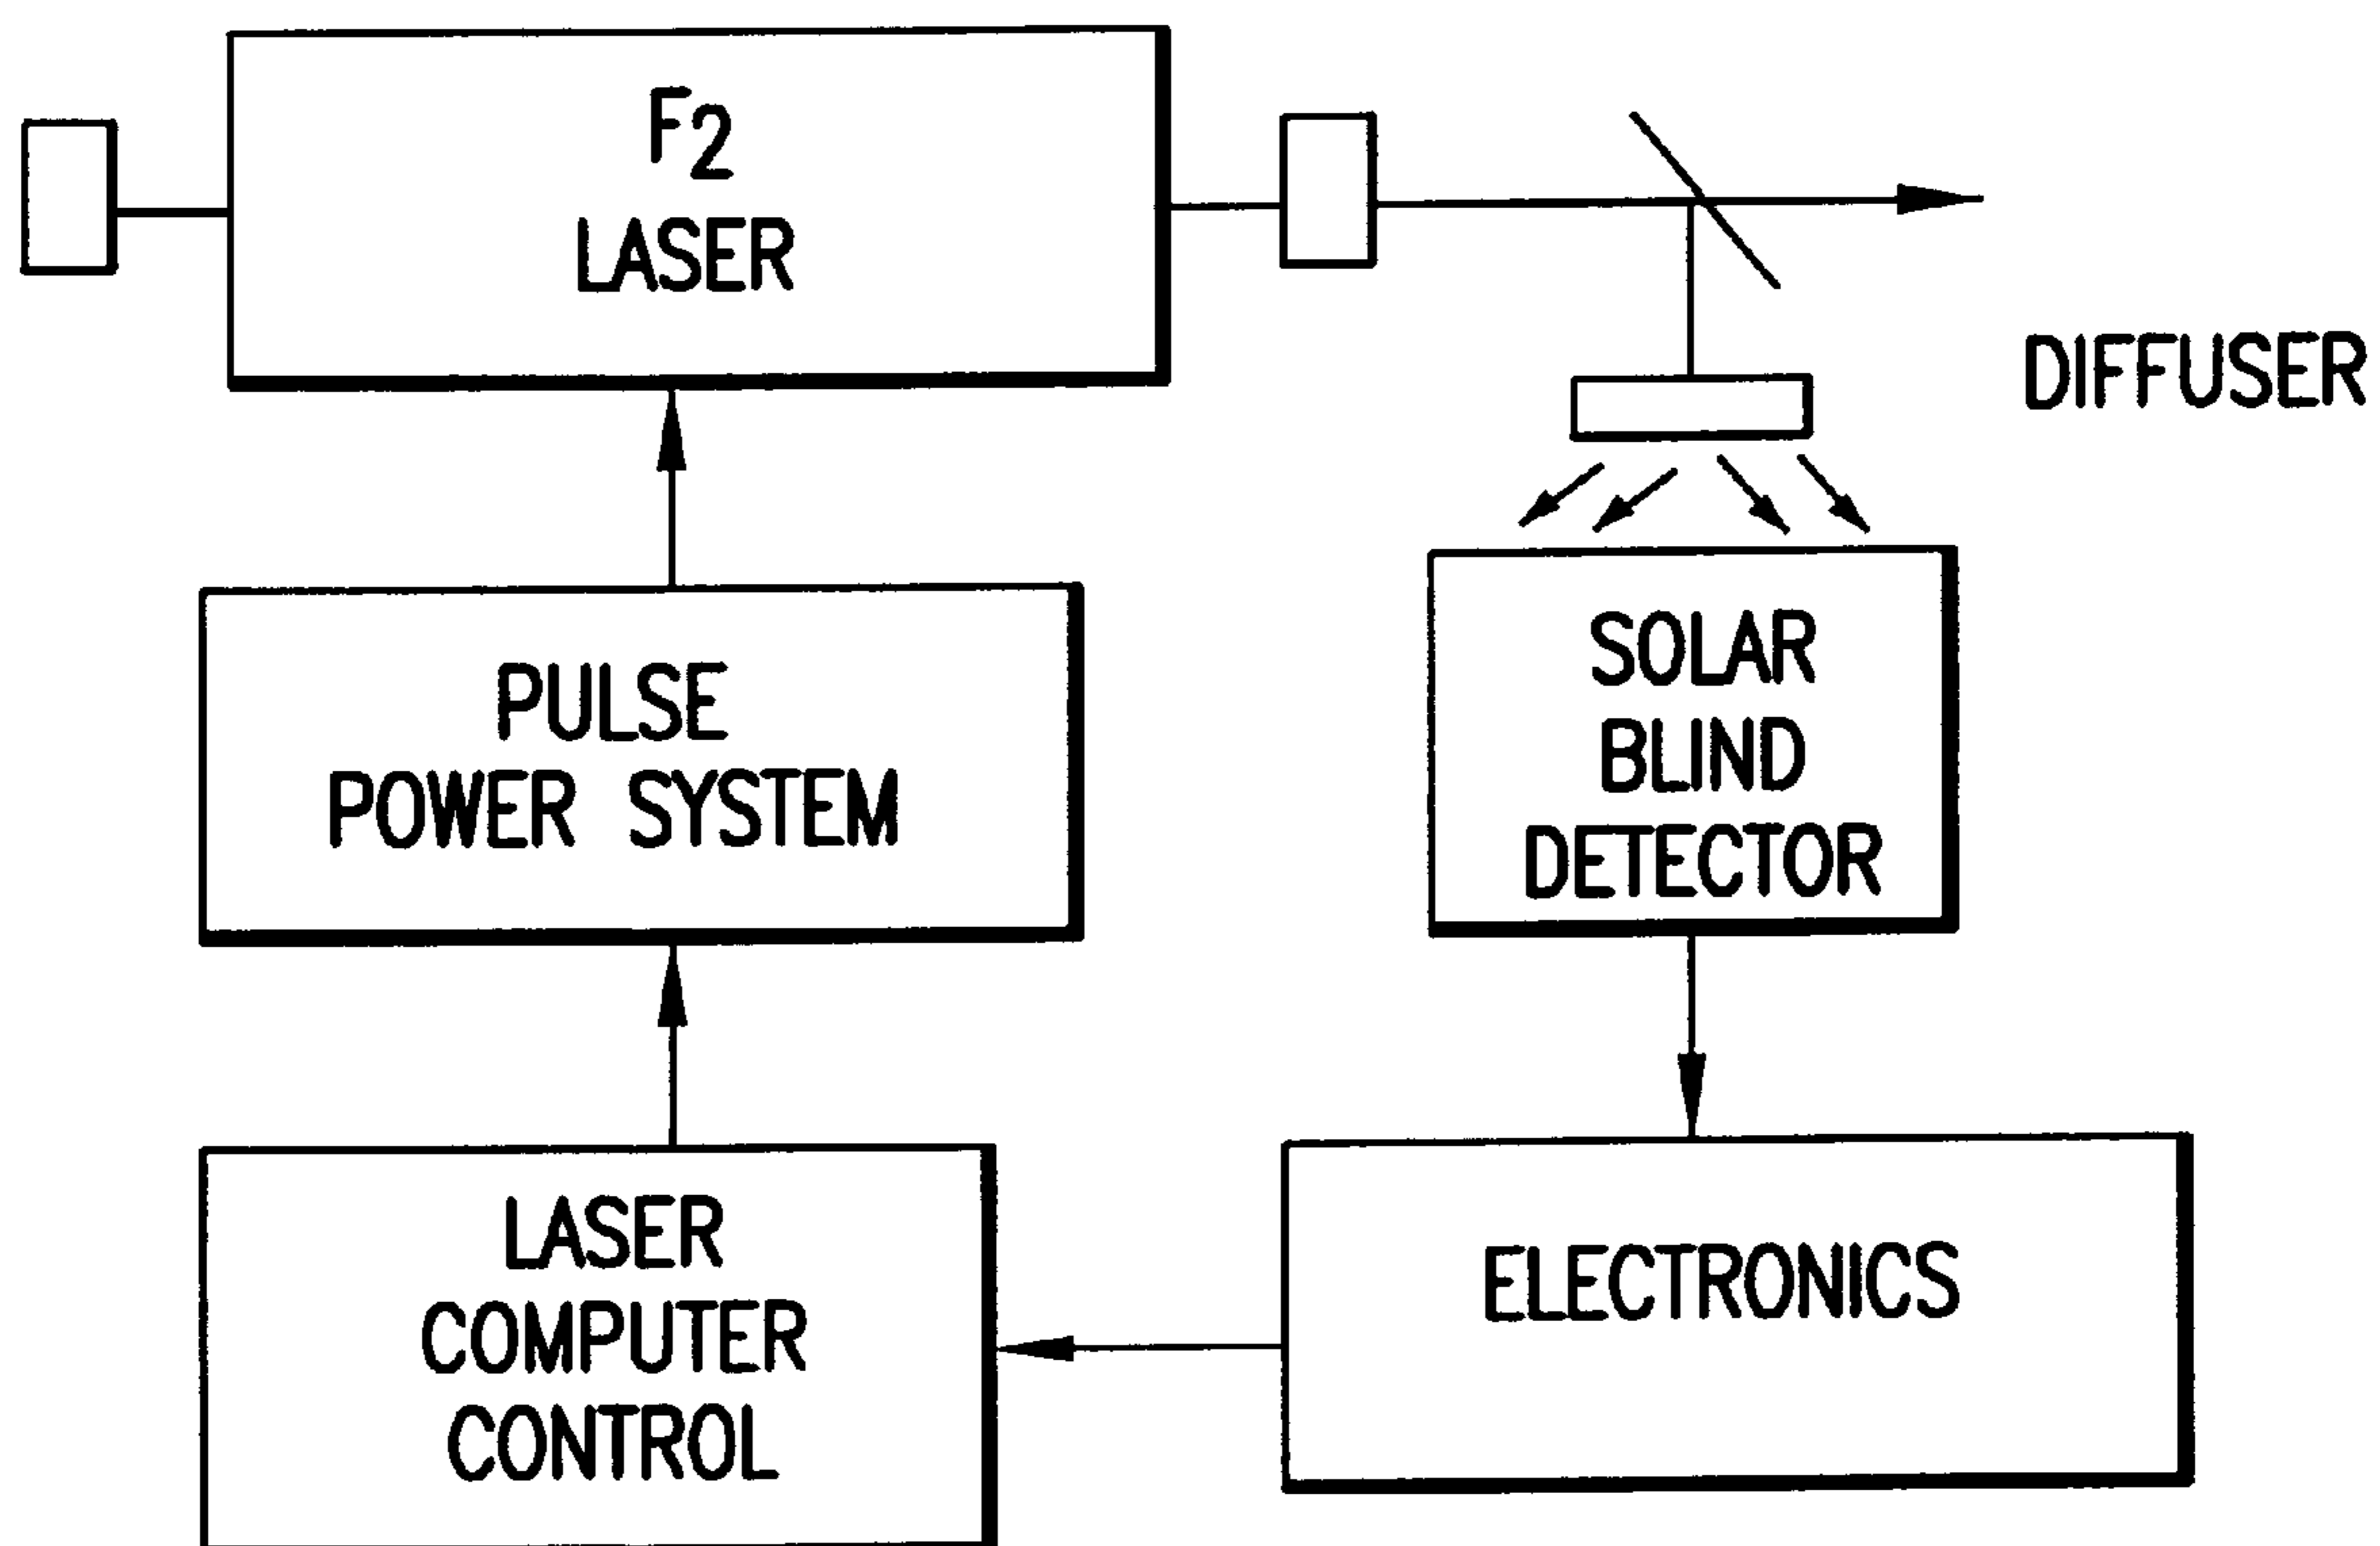 F2
LASER
DIFFUSER
PULSE
POWER SYSTEM
SOLAR
BLIND
DETECTOR
LASER
COMPUTER
CONTROL
ELECTRONICS